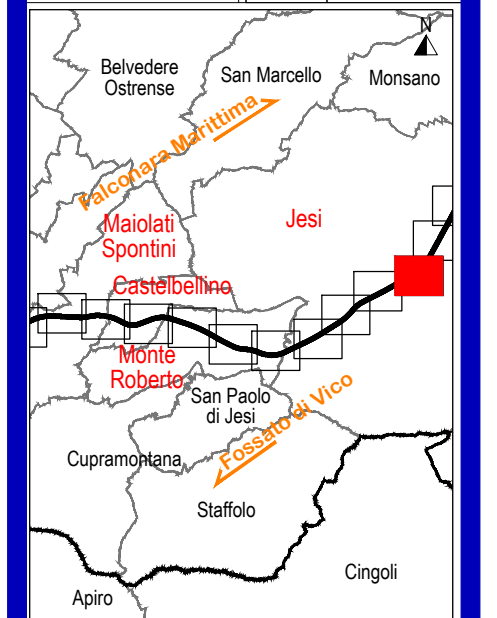 N
Belvedere
Ostrense
San Marcello
Monsano
Falconara Marittima
Maiolati
Spontini
Jesi
Castelbellino
Monte
Roberto
San Paolo
di Jesi
Fossato di Vico
Cupramontana
Staffolo
Cingoli
Apiro